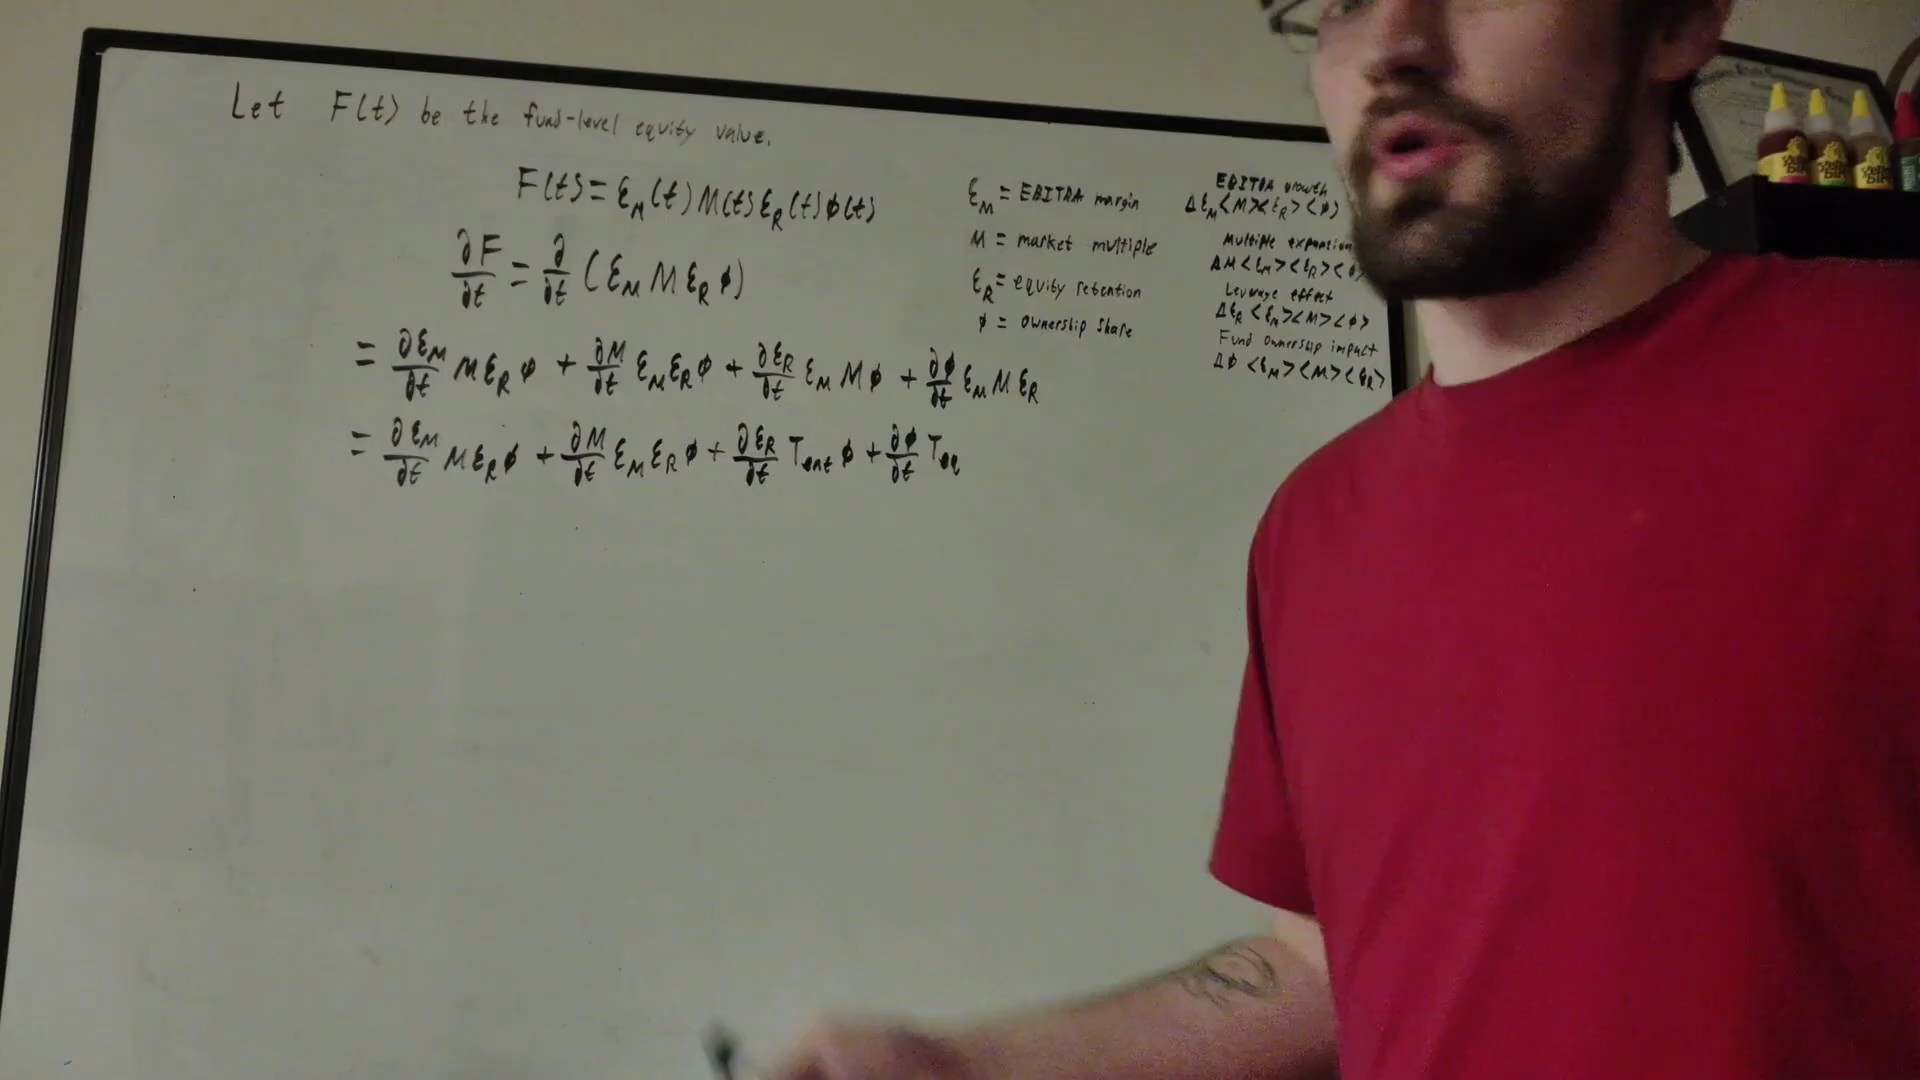 Let F(t) be the fund-level equity value.
F(t) = ε_M(t) M(t) ε_R(t) φ(t)
∂F/∂t = ∂/∂t (ε_M M ε_R φ)
= ∂ε_M/∂t M ε_R φ + ∂M/∂t ε_M ε_R φ + ∂ε_R/∂t ε_M M φ + ∂φ/∂t ε_M M ε_R
= ∂ε_M/∂t M ε_R φ + ∂M/∂t ε_M ε_R φ + ∂ε_R/∂t T_ent φ + ∂φ/∂t T_eq
ε_M = EBITDA margin
M = market multiple
ε_R = equity retention
φ = ownership share
EBITDA growth
Δε_M <M><ε_R><φ>
Multiple expansion
ΔM <ε_M><ε_R><φ>
Leverage effect
Δε_R <ε_M><M><φ>
Fund ownership impact
Δφ <ε_M><M><ε_R>